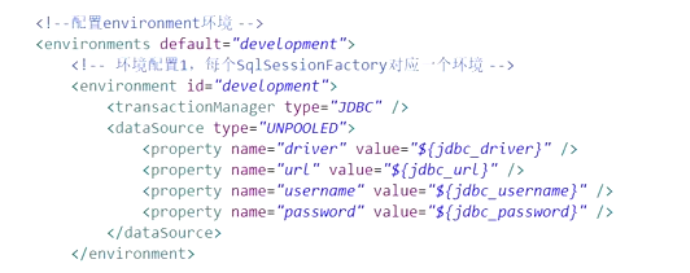 <!--配置environment环境 -->
<environments default="development">
<!-- 环境配置1，每个SqlSessionFactory对应一个环境 -->
<environment id="development">
<transactionManager type="JDBC" />
<dataSource type="UNPOOLED">
<property name="driver" value="${jdbc_driver}" />
<property name="url" value="${jdbc_url}" />
<property name="username" value="${jdbc_username}" />
<property name="password" value="${jdbc_password}" />
</dataSource>
</environment>